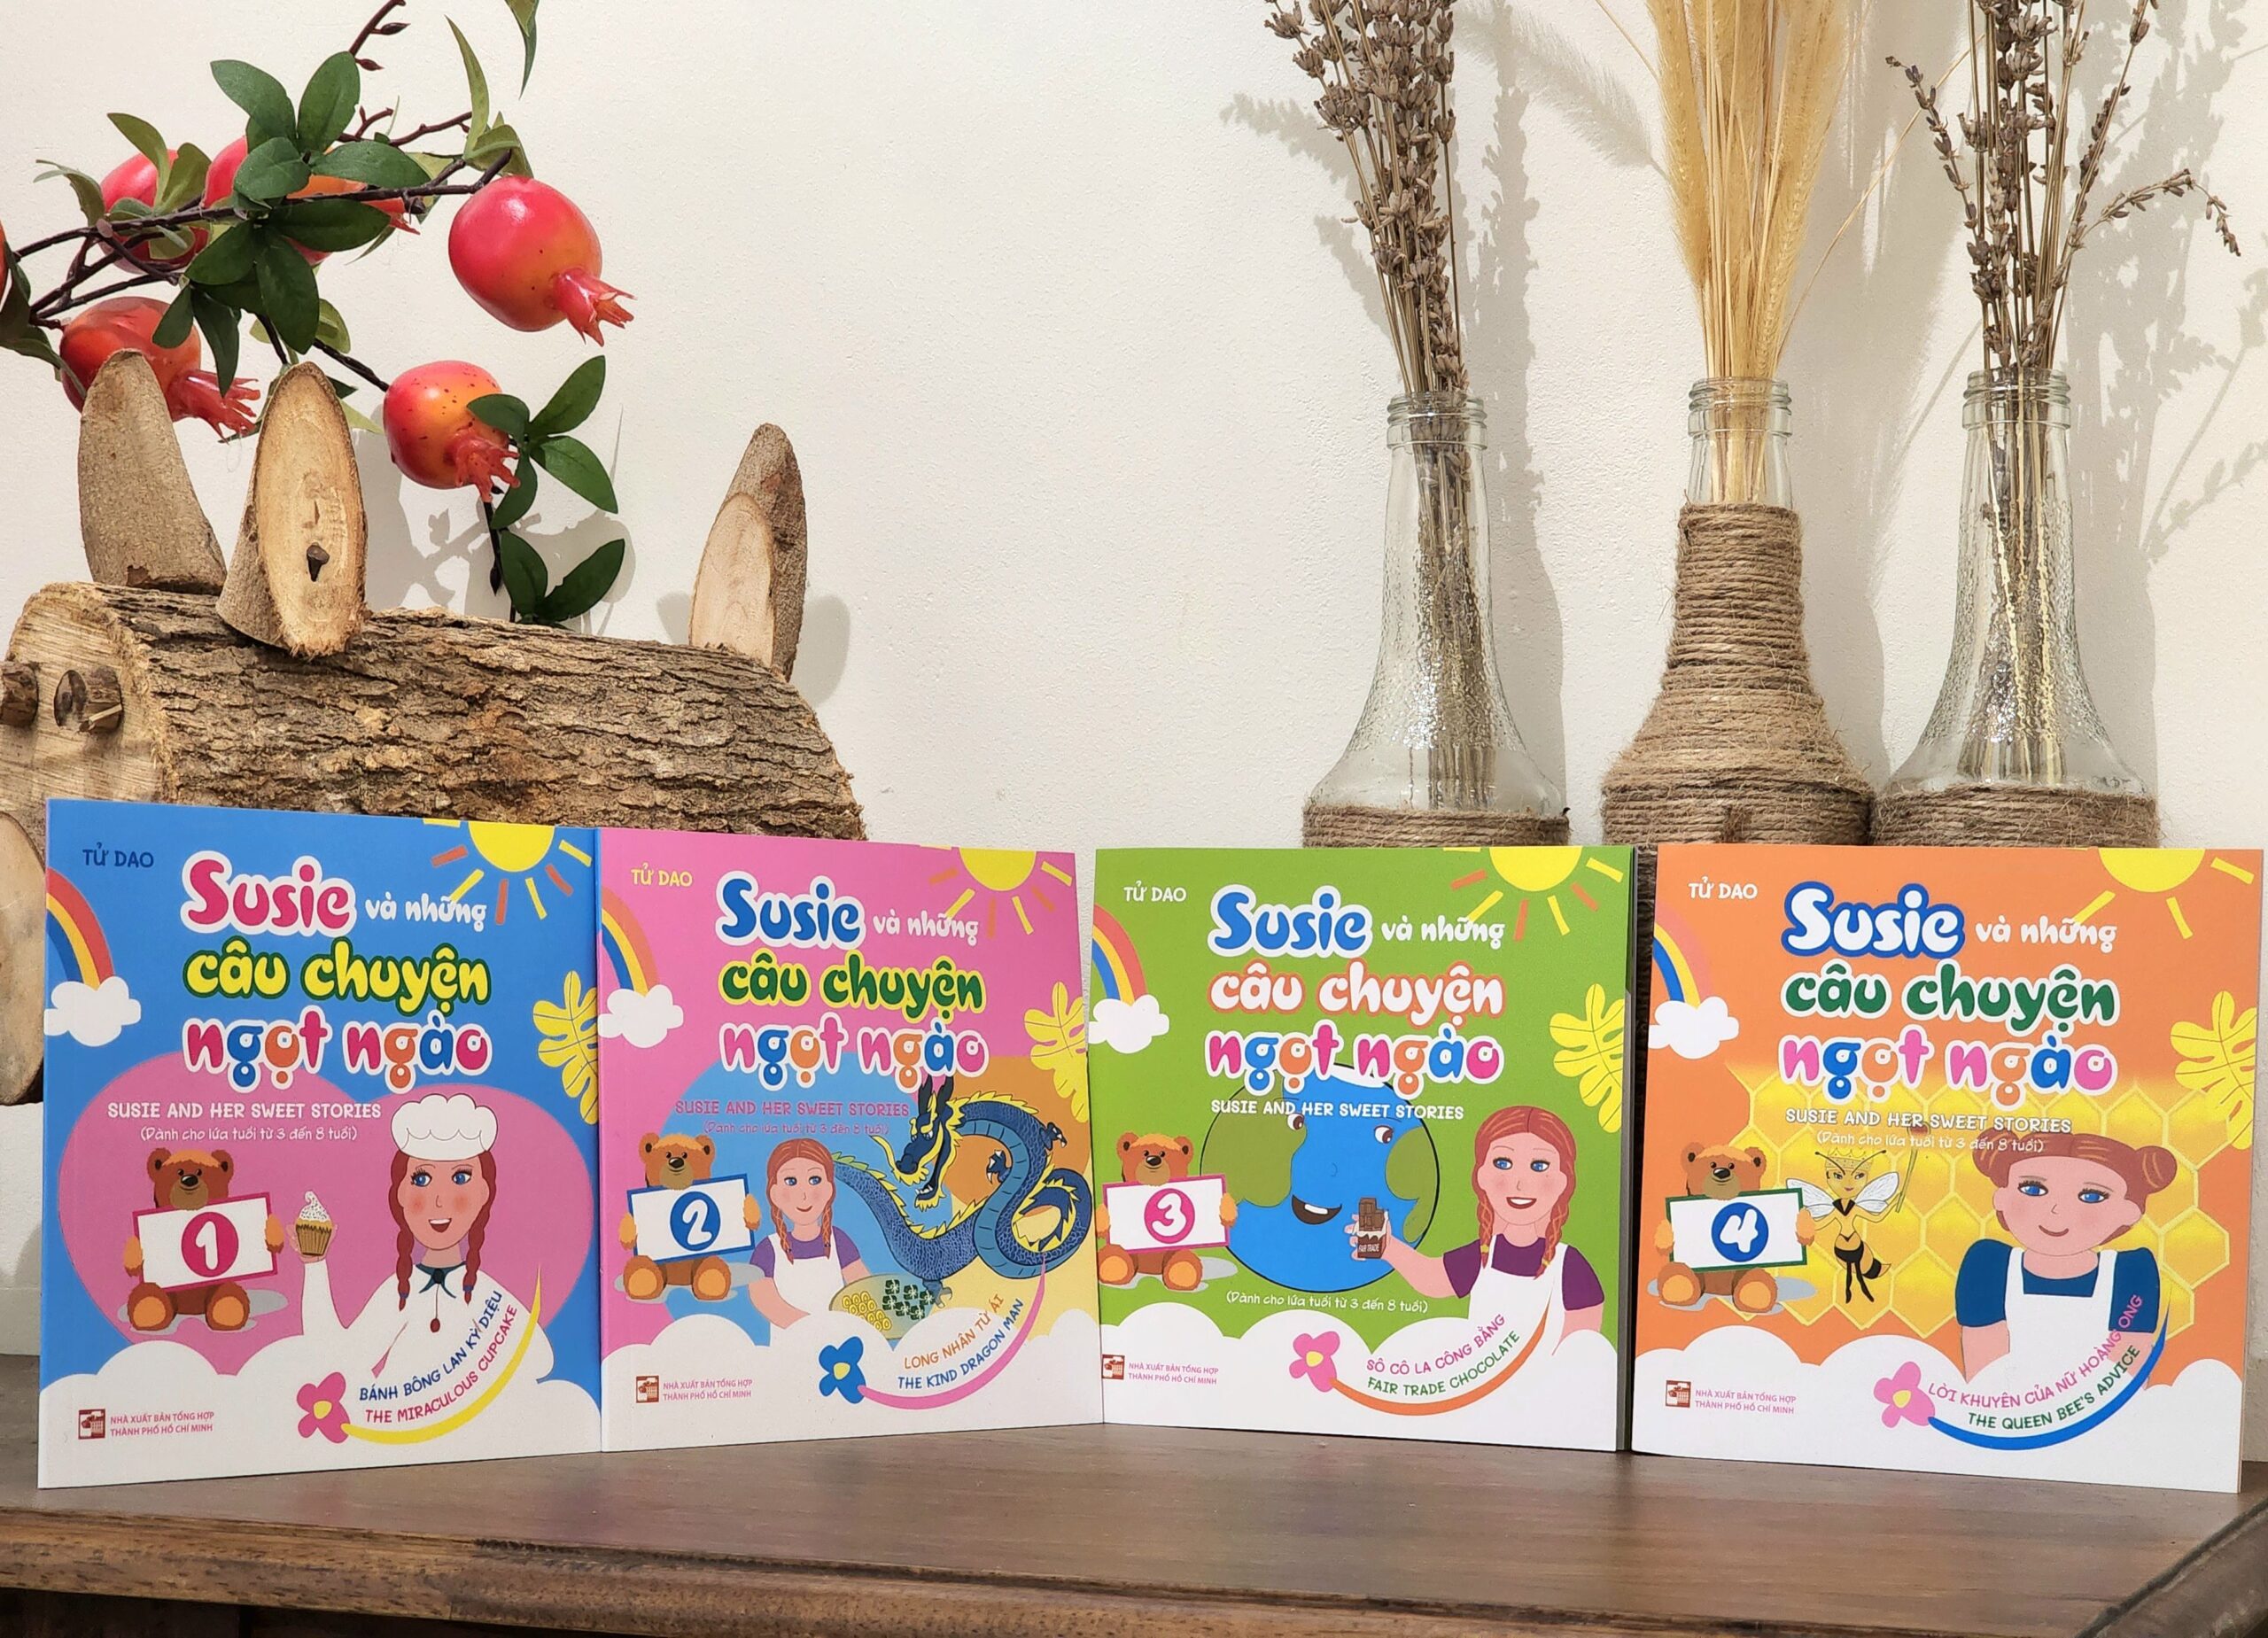 TỬ DAO
Susie và những
câu chuyện
ngọt ngào
SUSIE AND HER SWEET STORIES
(Dành cho lứa tuổi từ 3 đến 8 tuổi)
1
BÁNH BÔNG LAN KỲ DIỆU
THE MIRACULOUS CUPCAKE
NHÀ XUẤT BẢN TỔNG HỢP
THÀNH PHỐ HỒ CHÍ MINH
TỬ DAO
Susie và những
câu chuyện
ngọt ngào
SUSIE AND HER SWEET STORIES
(Dành cho lứa tuổi từ 3 đến 8 tuổi)
2
LONG NHÂN TỪ ÁI
THE KIND DRAGON MAN
NHÀ XUẤT BẢN TỔNG HỢP
THÀNH PHỐ HỒ CHÍ MINH
TỬ DAO
Susie và những
câu chuyện
ngọt ngào
SUSIE AND HER SWEET STORIES
3
FAIR TRADE
(Dành cho lứa tuổi từ 3 đến 8 tuổi)
SÔ CÔ LA CÔNG BẰNG
FAIR TRADE CHOCOLATE
NHÀ XUẤT BẢN TỔNG HỢP
THÀNH PHỐ HỒ CHÍ MINH
TỬ DAO
Susie và những
câu chuyện
ngọt ngào
SUSIE AND HER SWEET STORIES
(Dành cho lứa tuổi từ 3 đến 8 tuổi)
4
LỜI KHUYÊN CỦA NỮ HOÀNG ONG
THE QUEEN BEE'S ADVICE
NHÀ XUẤT BẢN TỔNG HỢP
THÀNH PHỐ HỒ CHÍ MINH